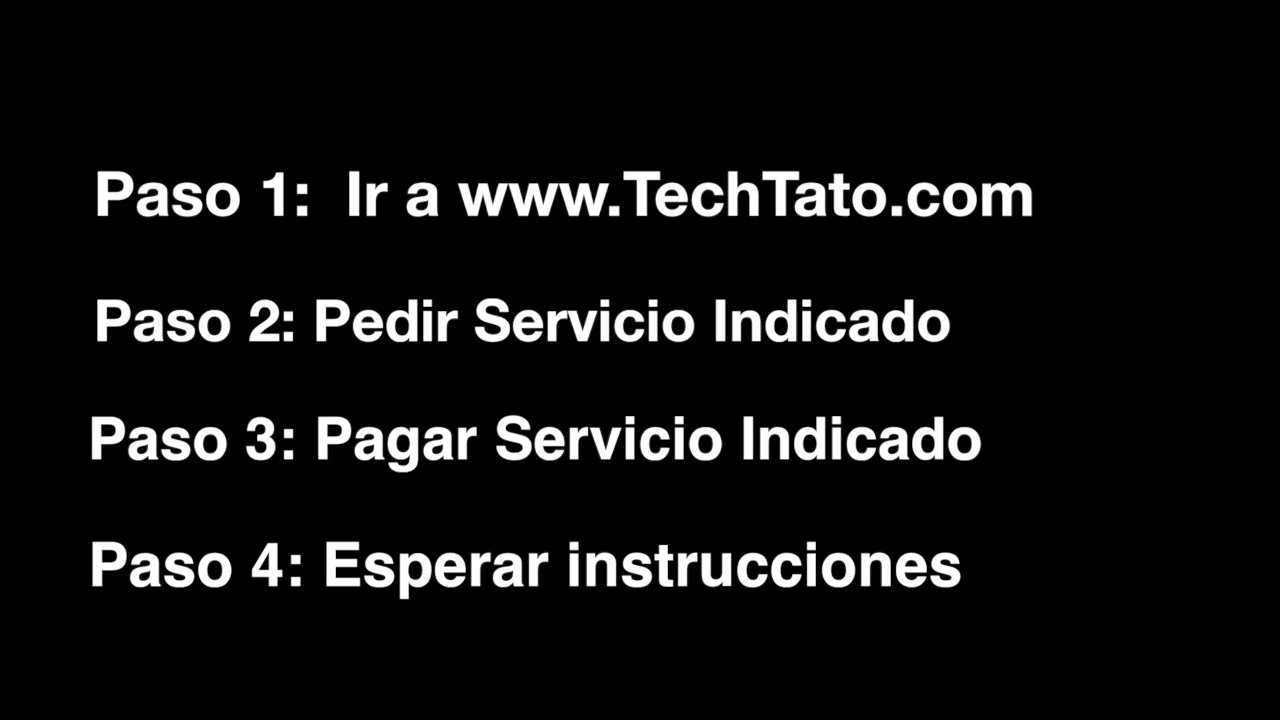 Paso 1:  Ir a www.TechTato.com
Paso 2: Pedir Servicio Indicado
Paso 3: Pagar Servicio Indicado
Paso 4: Esperar instrucciones